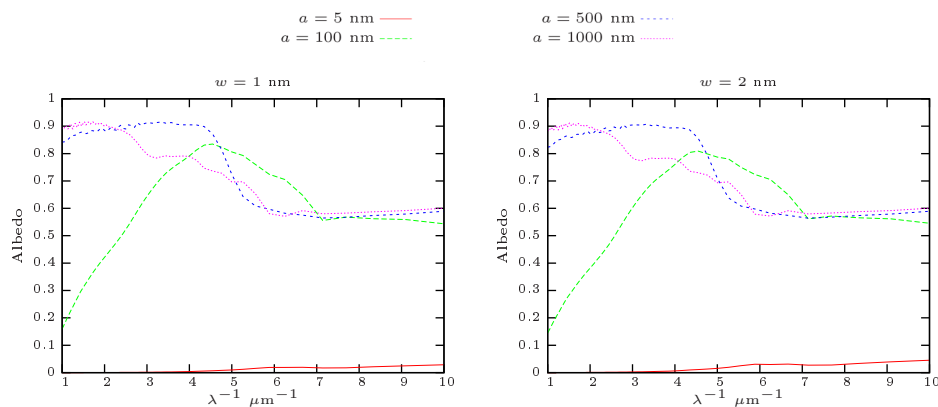 a = 5 nm
a = 100 nm
a = 500 nm
a = 1000 nm
w = 1 nm
w = 2 nm
1
0.9
0.8
0.7
0.6
0.5
0.4
0.3
0.2
0.1
0
Albedo
1 2 3 4 5 6 7 8 9 10
λ⁻¹ μm⁻¹
1
0.9
0.8
0.7
0.6
0.5
0.4
0.3
0.2
0.1
0
Albedo
1 2 3 4 5 6 7 8 9 10
λ⁻¹ μm⁻¹